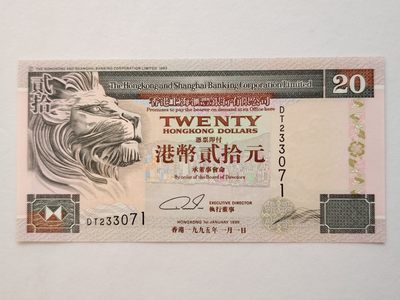 THE HONGKONG AND SHANGHAI BANKING CORPORATION LIMITED
20
貳拾
The Hongkong and Shanghai Banking Corporation Limited
香港上海滙豐銀行有限公司
Promises to pay the bearer on demand at its Office here
TWENTY
HONGKONG DOLLARS
憑票即付
港幣貳拾元
承董事會命
By order of the Board of Directors
DT233071
DT233071
EXECUTIVE DIRECTOR
執行董事
HONGKONG 1st JANUARY 1995
香港一九九五年一月一日